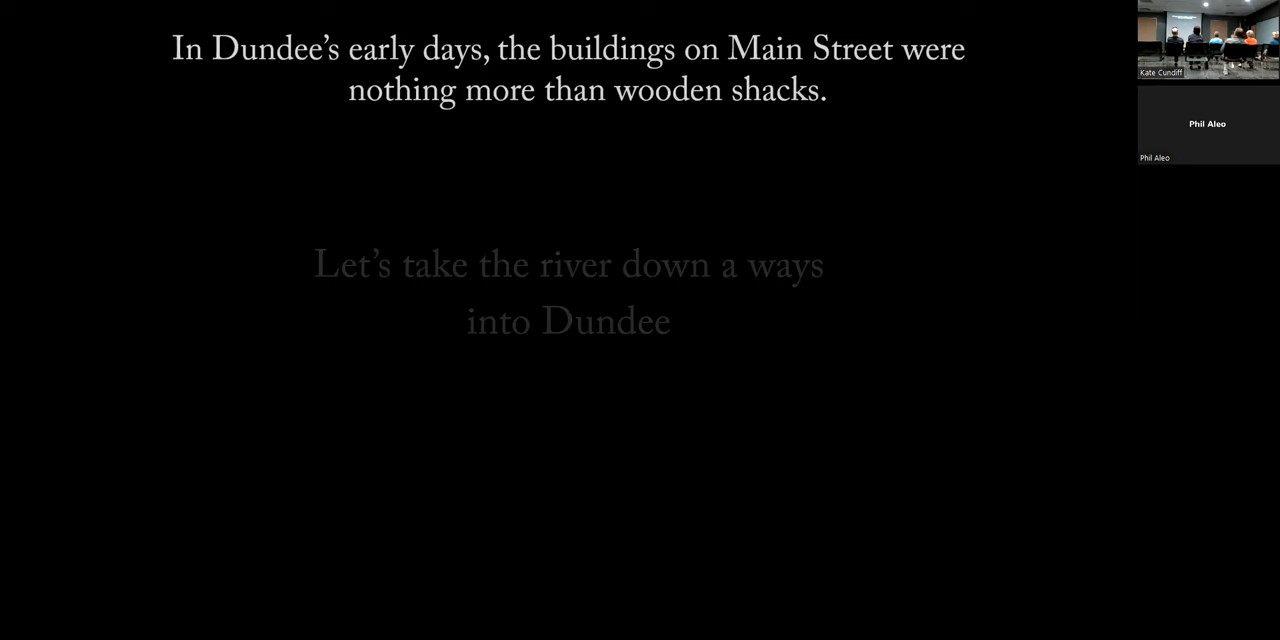 In Dundee’s early days, the buildings on Main Street were
nothing more than wooden shacks.
Let’s take the river down a ways
into Dundee
Kate Cundiff
Phil Aleo
Phil Aleo